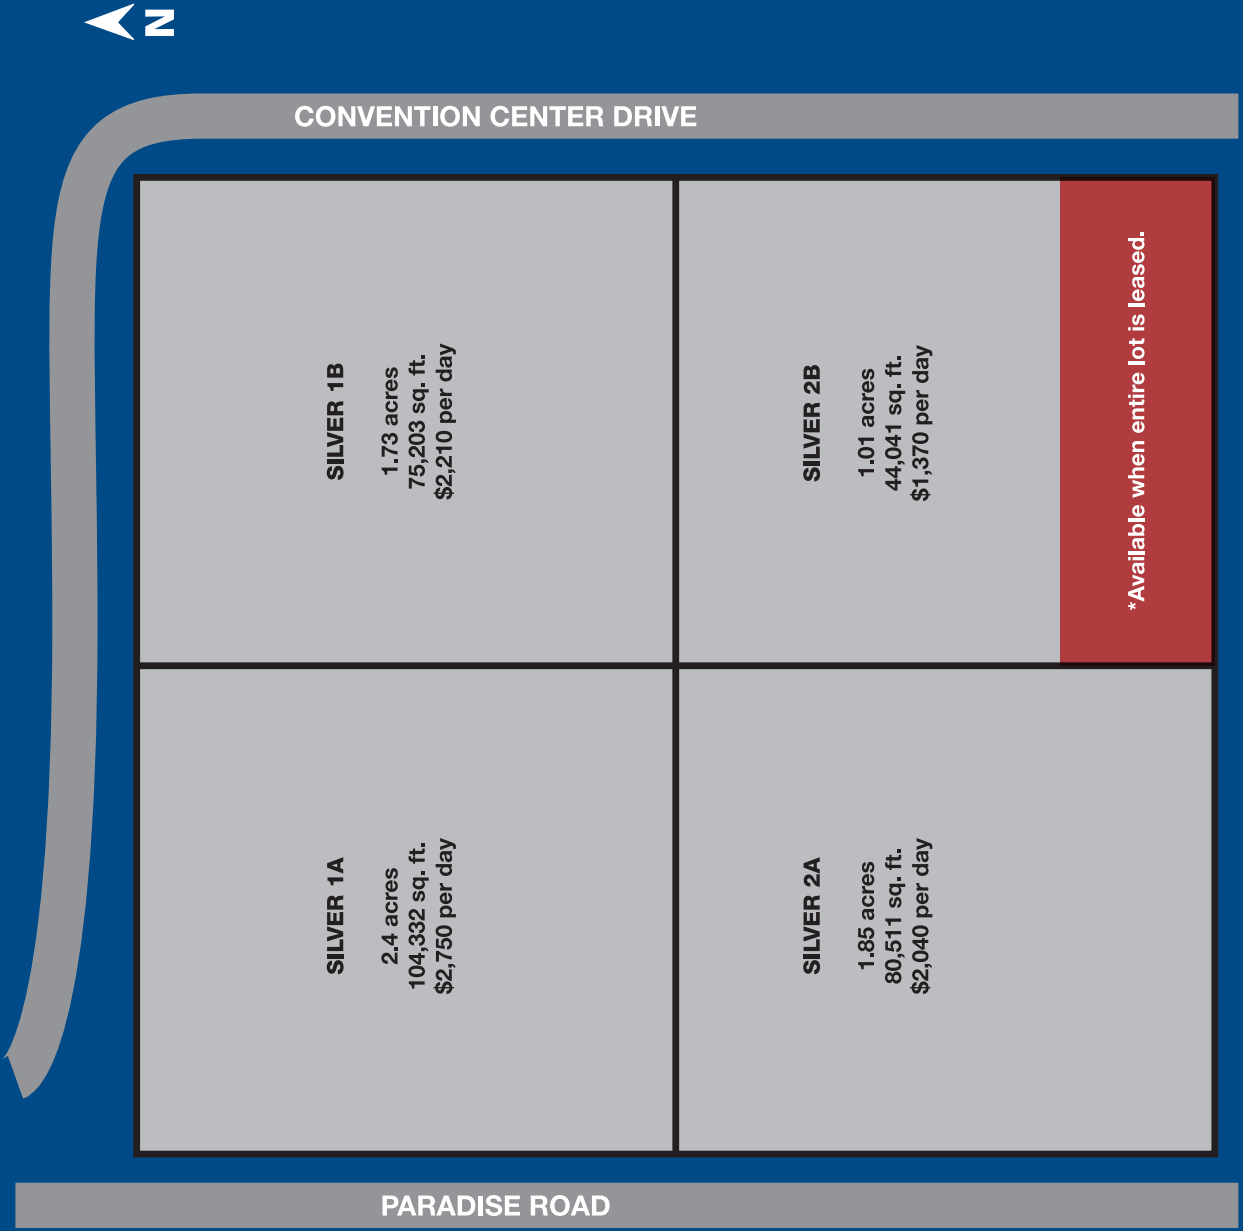 N
CONVENTION CENTER DRIVE
SILVER 1B
1.73 acres
75,203 sq. ft.
$2,210 per day
SILVER 2B
1.01 acres
44,041 sq. ft.
$1,370 per day
*Available when entire lot is leased.
SILVER 1A
2.4 acres
104,332 sq. ft.
$2,750 per day
SILVER 2A
1.85 acres
80,511 sq. ft.
$2,040 per day
PARADISE ROAD